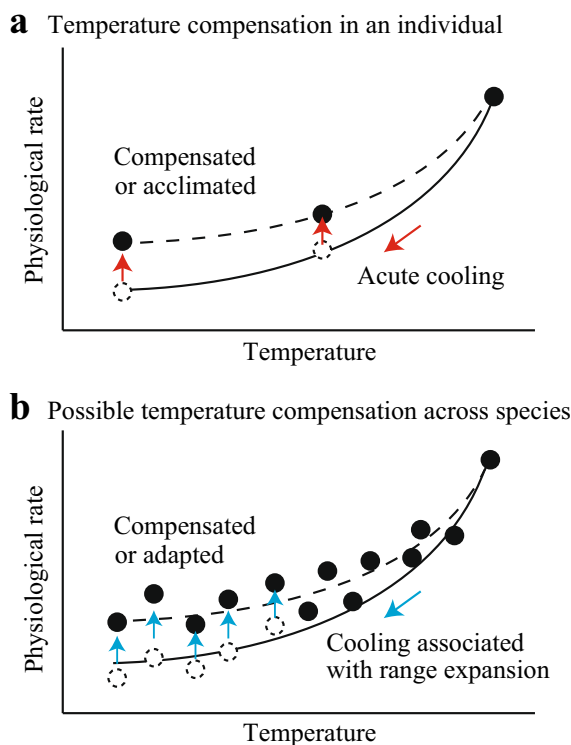 a Temperature compensation in an individual
Physiological rate
Compensated
or acclimated
Acute cooling
Temperature
b Possible temperature compensation across species
Physiological rate
Compensated
or adapted
Cooling associated
with range expansion
Temperature